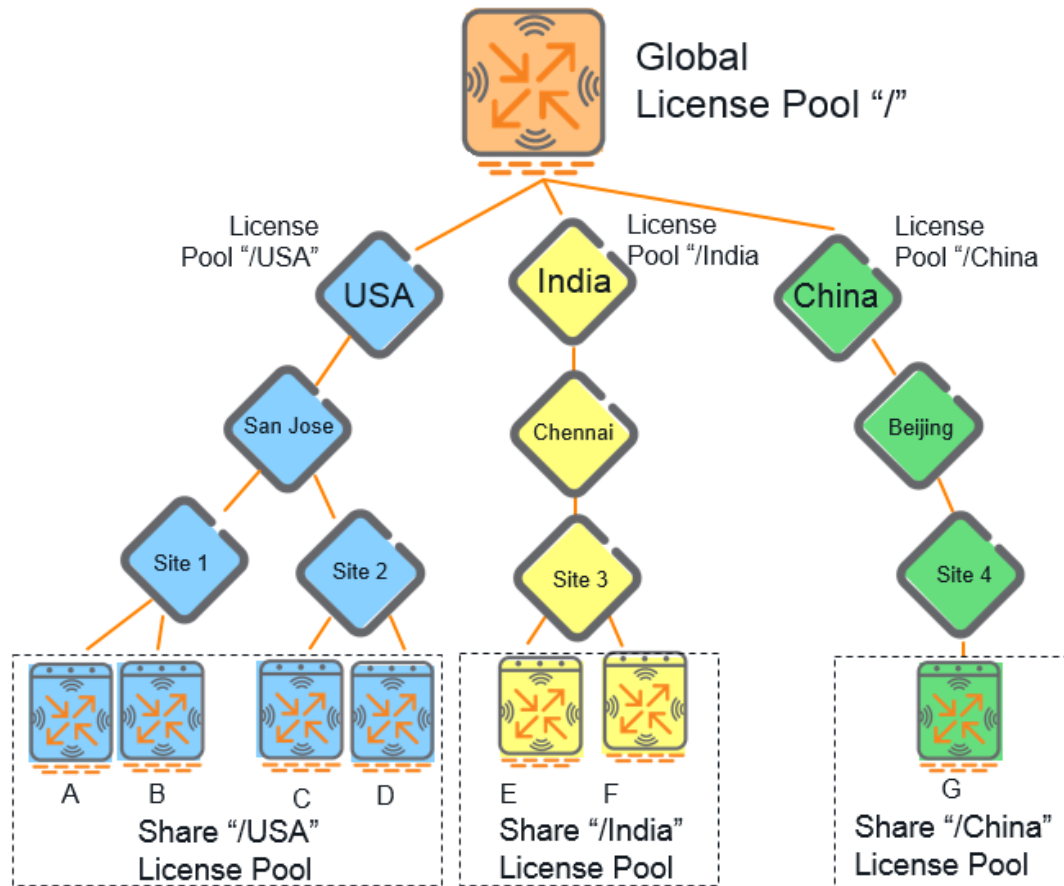 Global
License Pool “/”
License
Pool “/USA”
License
Pool “/India
License
Pool “/China
USA
India
China
San Jose
Chennai
Beijing
Site 1
Site 2
Site 3
Site 4
A
B
C
D
E
F
G
Share “/USA”
License Pool
Share “/India”
License Pool
Share “/China”
License Pool